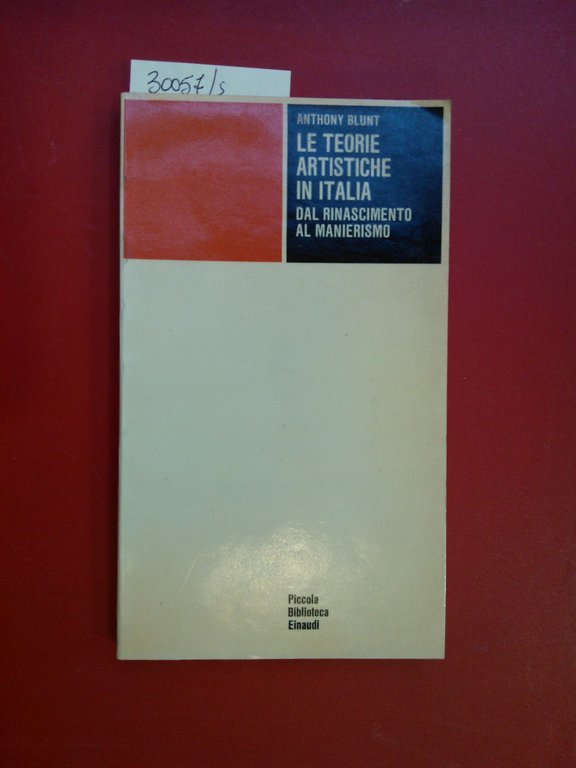 30057/s
ANTHONY BLUNT
LE TEORIE
ARTISTICHE
IN ITALIA
DAL RINASCIMENTO
AL MANIERISMO
Piccola
Biblioteca
Einaudi